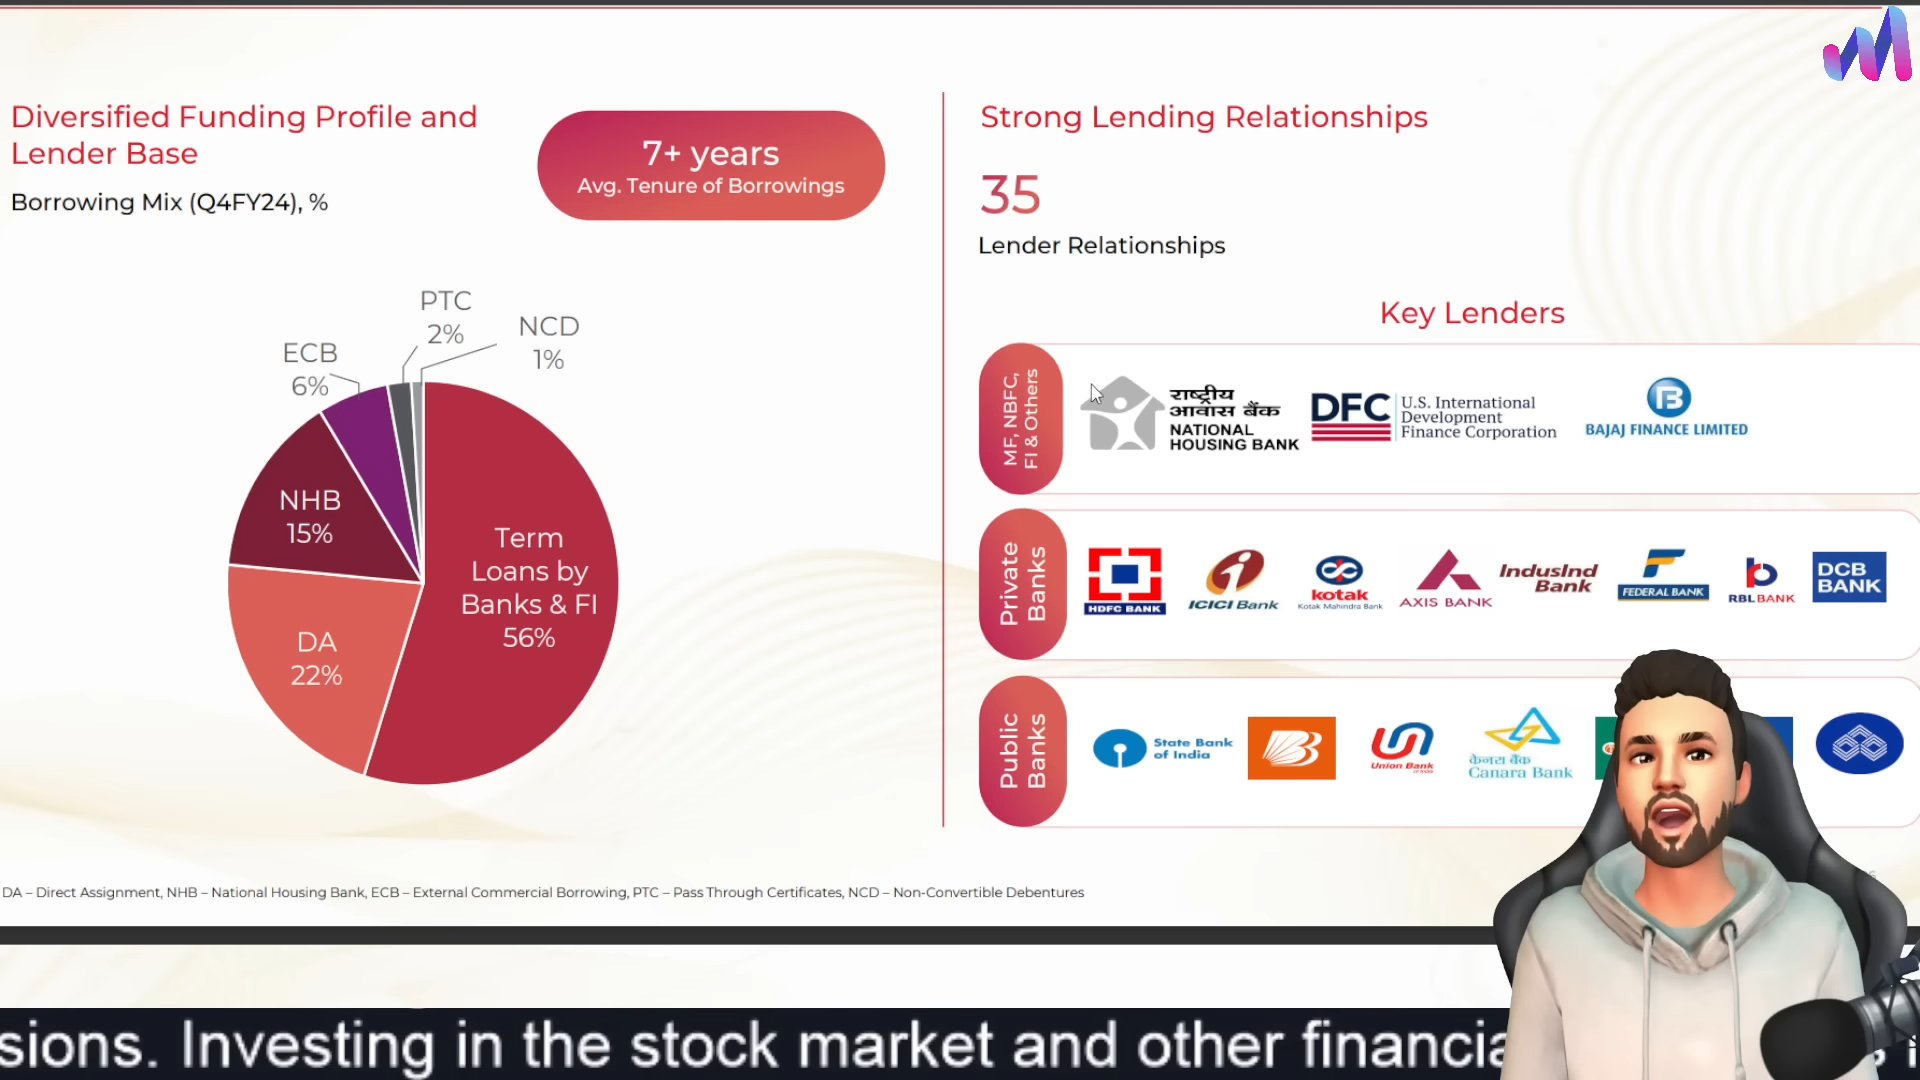 Diversified Funding Profile and
Lender Base
Borrowing Mix (Q4FY24), %
7+ years
Avg. Tenure of Borrowings
PTC
2%
NCD
1%
ECB
6%
NHB
15%
Term
Loans by
Banks & FI
56%
DA
22%
Strong Lending Relationships
35
Lender Relationships
Key Lenders
MF, NBFC,
FI & Others
राष्ट्रीय
आवास बैंक
NATIONAL
HOUSING BANK
DFC
U.S. International
Development
Finance Corporation
BAJAJ FINANCE LIMITED
Private
Banks
HDFC BANK
ICICI Bank
kotak
Kotak Mahindra Bank
AXIS BANK
IndusInd
Bank
FEDERAL BANK
RBL BANK
DCB
BANK
Public
Banks
State Bank
of India
Union Bank
of India
केनरा बैंक
Canara Bank
DA – Direct Assignment, NHB – National Housing Bank, ECB – External Commercial Borrowing, PTC – Pass Through Certificates, NCD – Non-Convertible Debentures
sions. Investing in the stock market and other financia